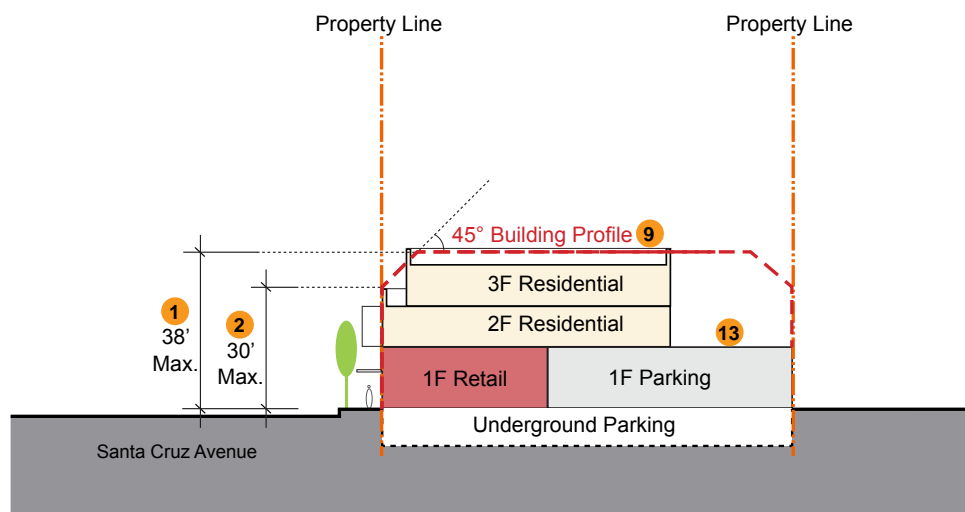 Property Line
Property Line
45° Building Profile 9
3F Residential
1
38’
Max.
2
30’
Max.
2F Residential
13
1F Retail
1F Parking
Underground Parking
Santa Cruz Avenue